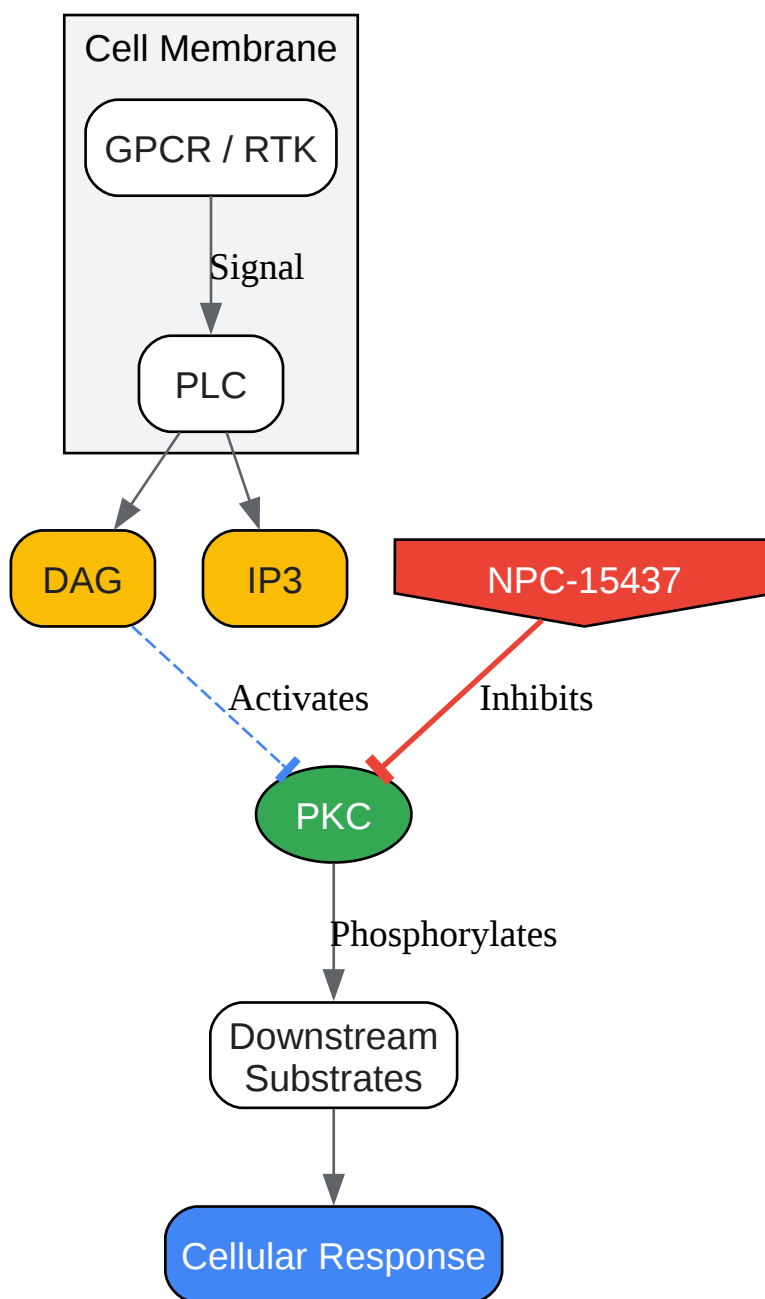 Cell Membrane
GPCR / RTK
Signal
PLC
DAG
IP3
NPC-15437
Activates
Inhibits
PKC
Phosphorylates
Downstream
Substrates
Cellular Response